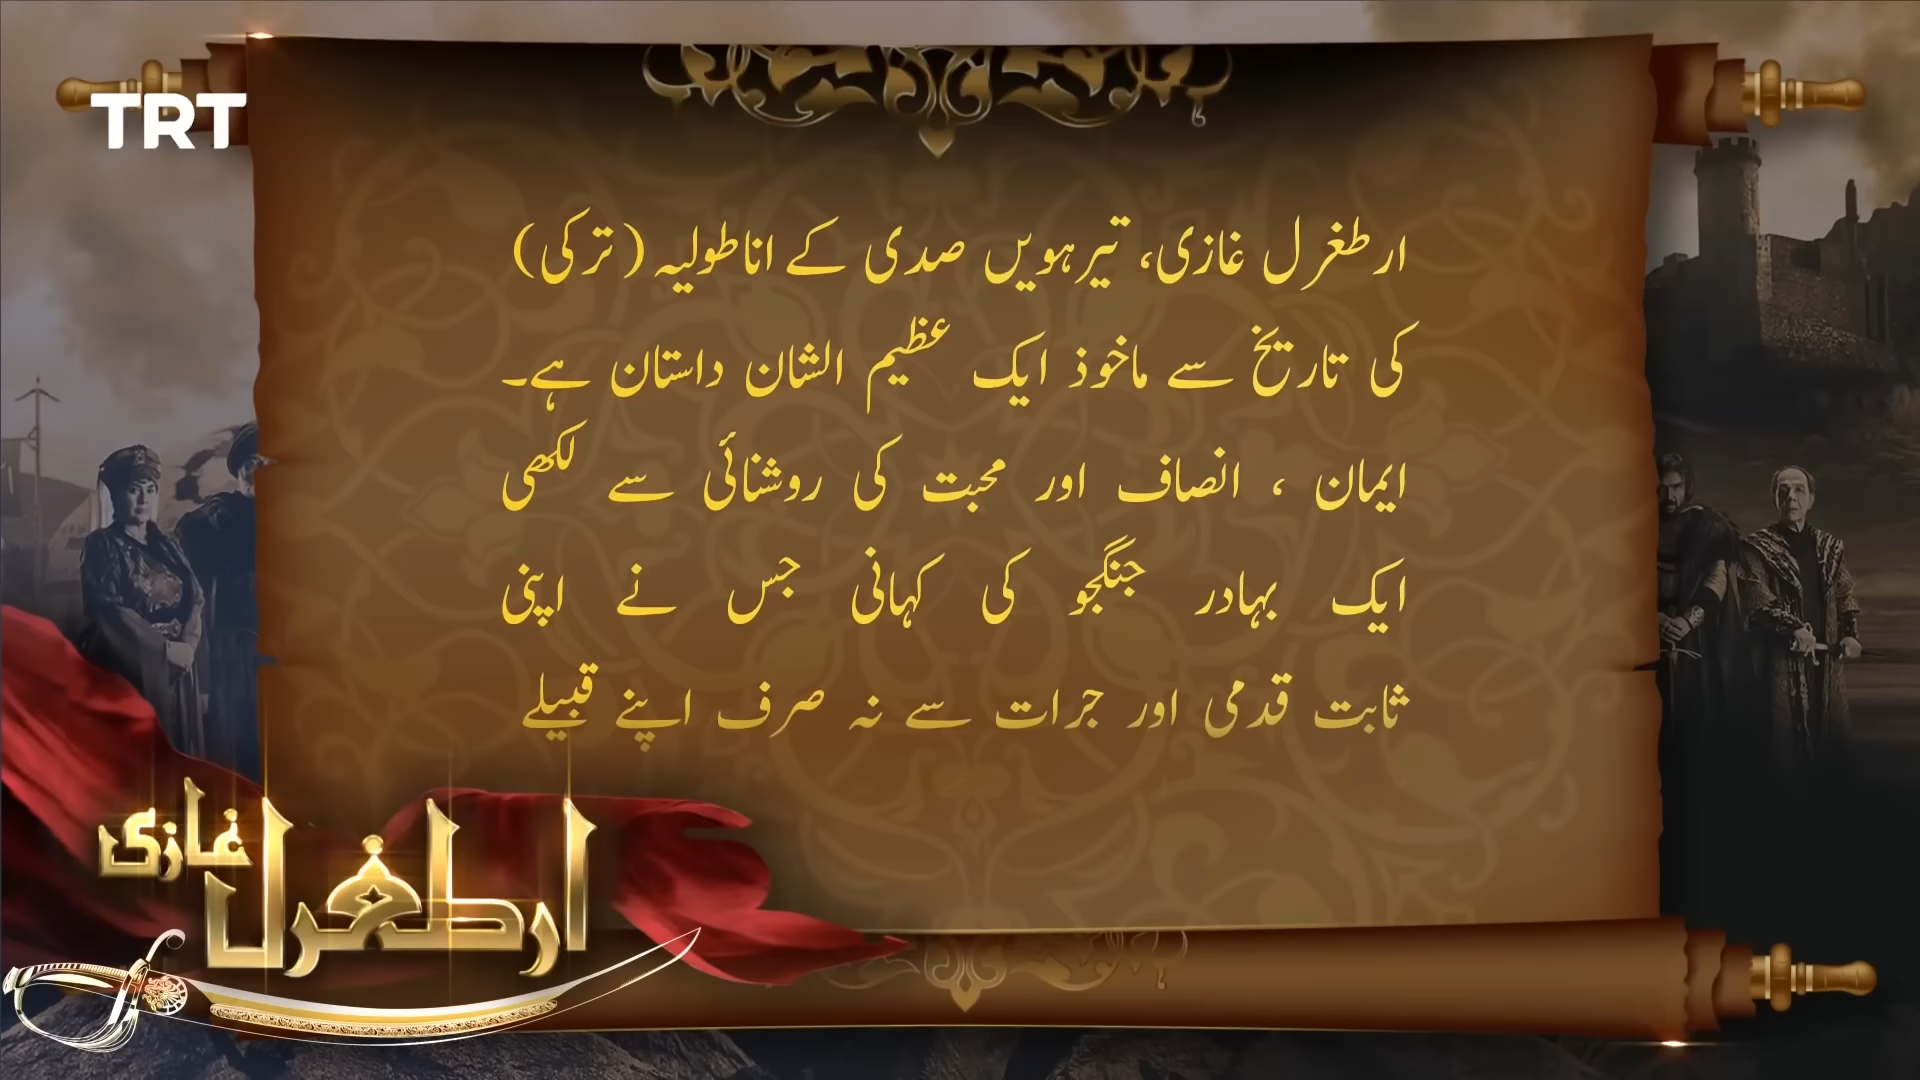 TRT
ارطغرل غازی، تیرہویں صدی کے اناطولیہ (ترکی)
کی تاریخ سے ماخوذ ایک عظیم الشان داستان ہے۔
ایمان ، انصاف اور محبت کی روشنائی سے لکھی
ایک بہادر جنگجو کی کہانی جس نے اپنی
ثابت قدمی اور جرات سے نہ صرف اپنے قبیلے
ارطغرل غازی